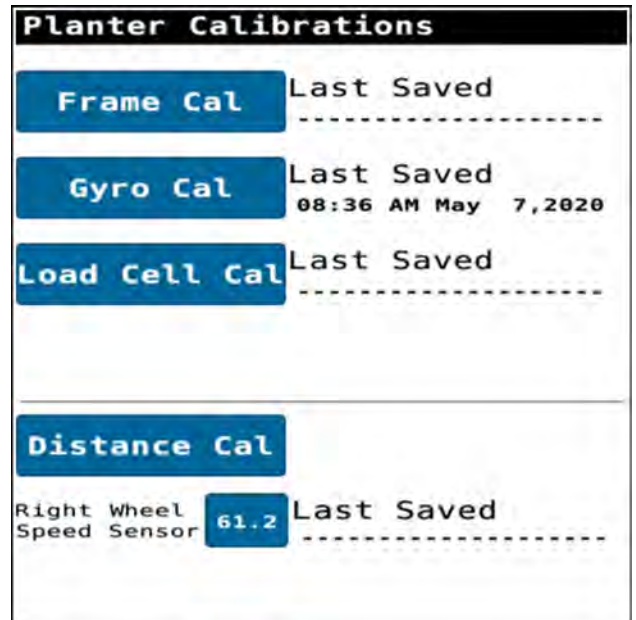 Planter Calibrations
Frame Cal
Last Saved
--------------------
Gyro Cal
Last Saved
08:36 AM May 7,2020
Load Cell Cal
Last Saved
--------------------
Distance Cal
Right Wheel
Speed Sensor
61.2
Last Saved
--------------------